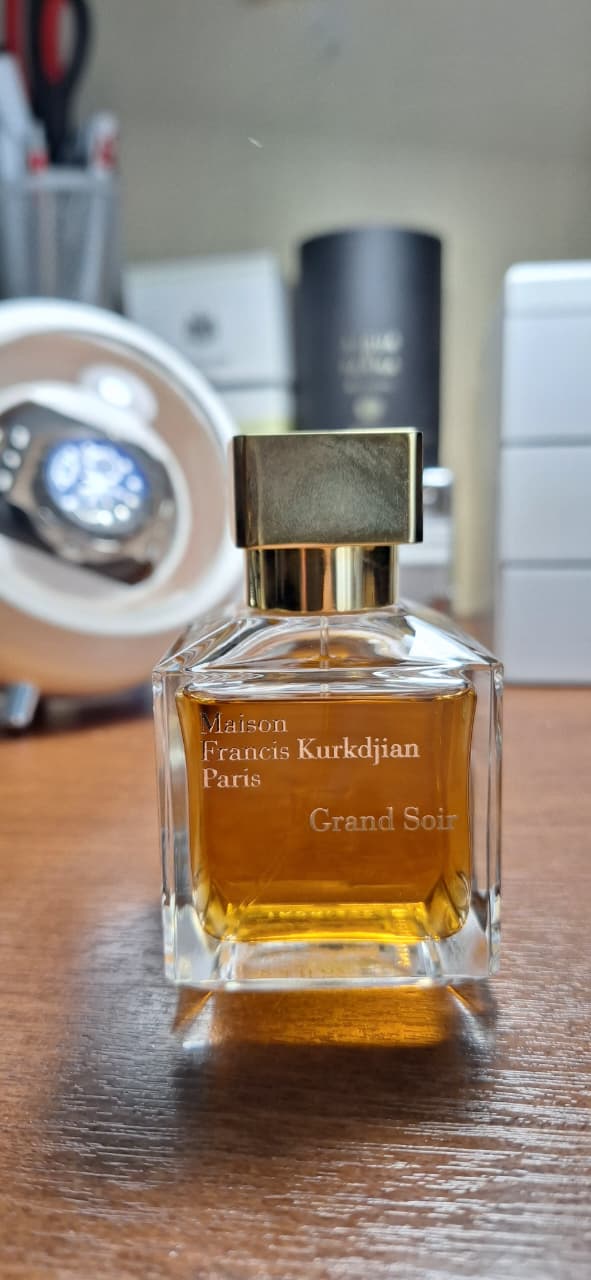 Maison
Francis Kurkdjian
Paris
Grand Soir